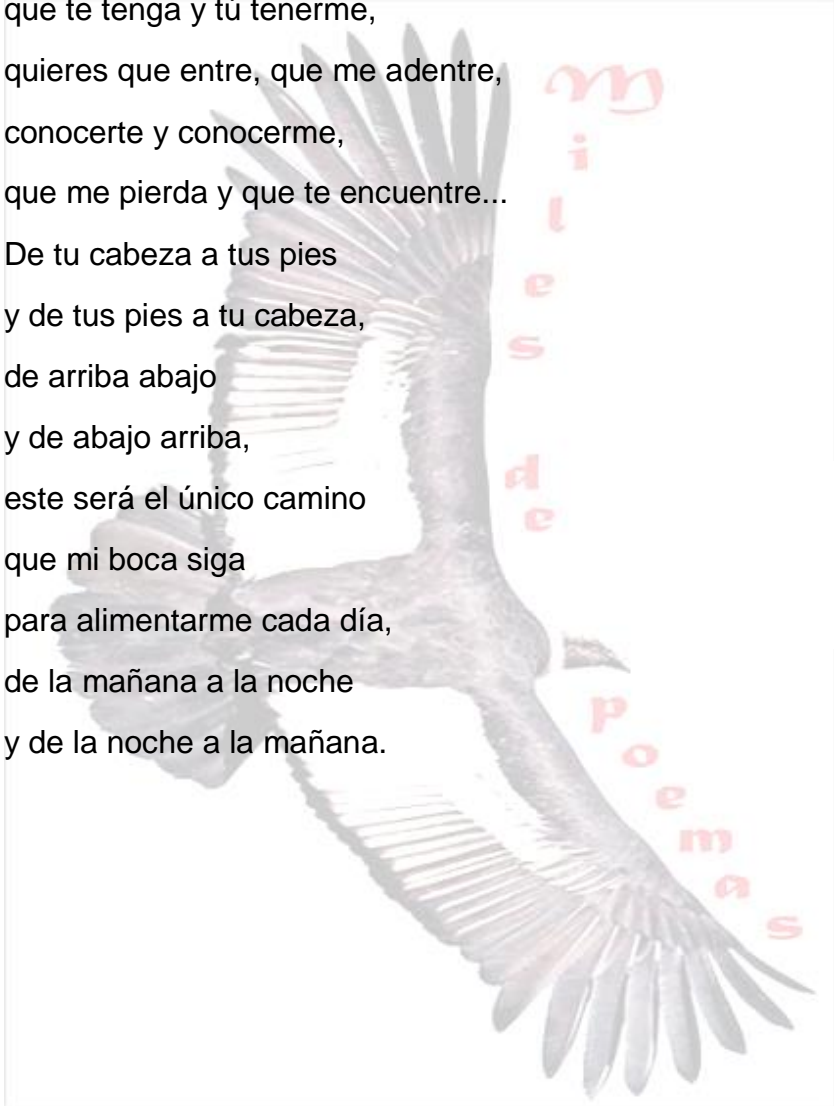 que te tenga y tú tenerme,
quieres que entre, que me adentre,
conocerte y conocerme,
que me pierda y que te encuentre...
De tu cabeza a tus pies
y de tus pies a tu cabeza,
de arriba abajo
y de abajo arriba,
este será el único camino
que mi boca siga
para alimentarme cada día,
de la mañana a la noche
y de la noche a la mañana.
Miles de poemas